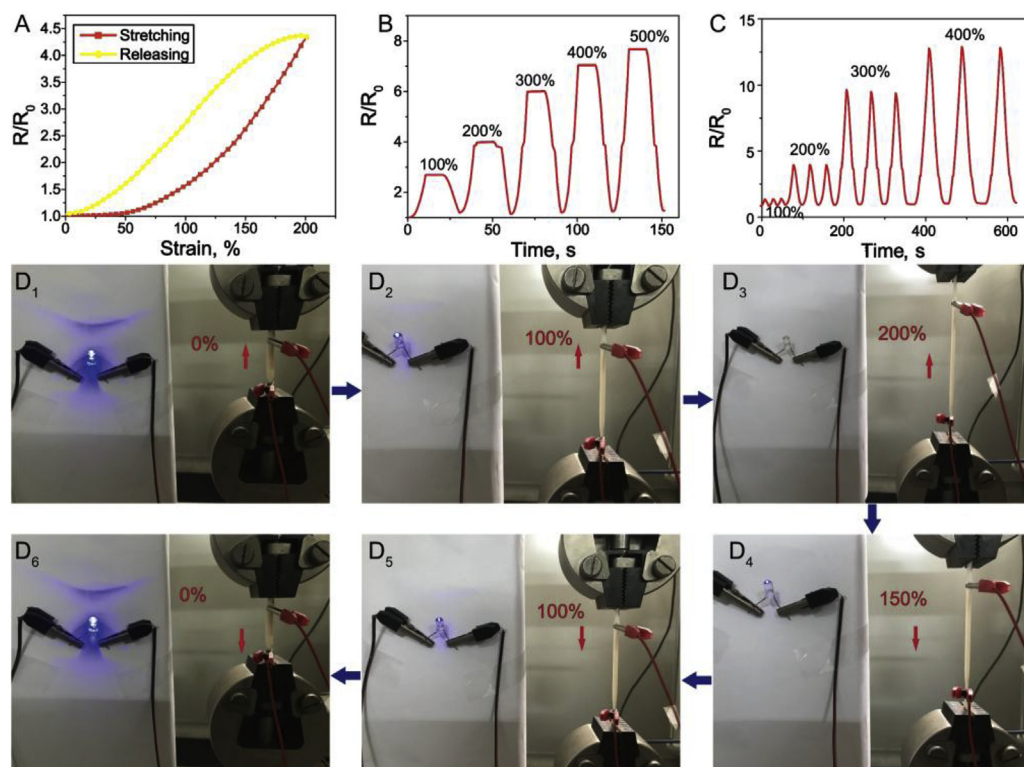 A
R/R0
4.5
4.0
3.5
3.0
2.5
2.0
1.5
1.0
Stretching
Releasing
0
50
100
150
200
Strain, %
B
R/R0
8
6
4
2
100%
200%
300%
400%
500%
0
50
100
150
Time, s
C
R/R0
15
10
5
0
100%
200%
300%
400%
0
200
400
600
Time, s
D1
0%
D2
100%
D3
200%
D6
0%
D5
100%
D4
150%